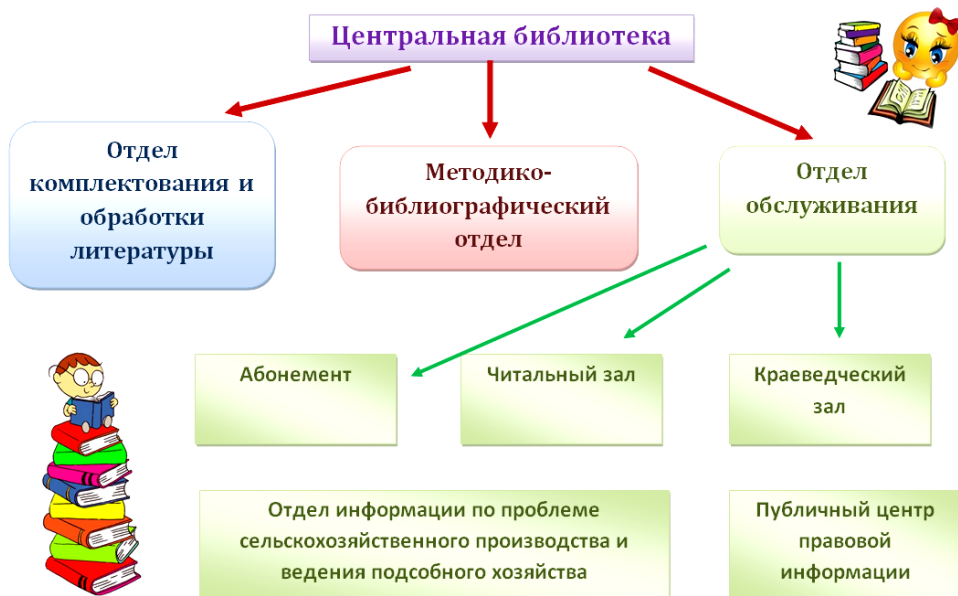 Центральная библиотека
Отдел
комплектования и
обработки
литературы
Методико-
библиографический
отдел
Отдел
обслуживания
Абонемент
Читальный зал
Краеведческий
зал
Отдел информации по проблеме
сельскохозяйственного производства и
ведения подсобного хозяйства
Публичный центр
правовой
информации